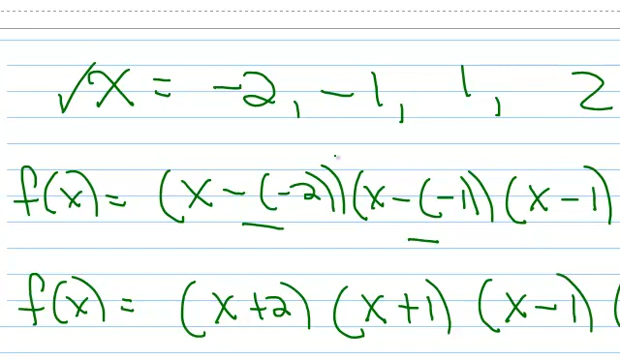 √x = -2, -1, 1, 2
f(x) = (x - (-2))(x - (-1))(x - 1)
f(x) = (x+2)(x+1)(x-1)(